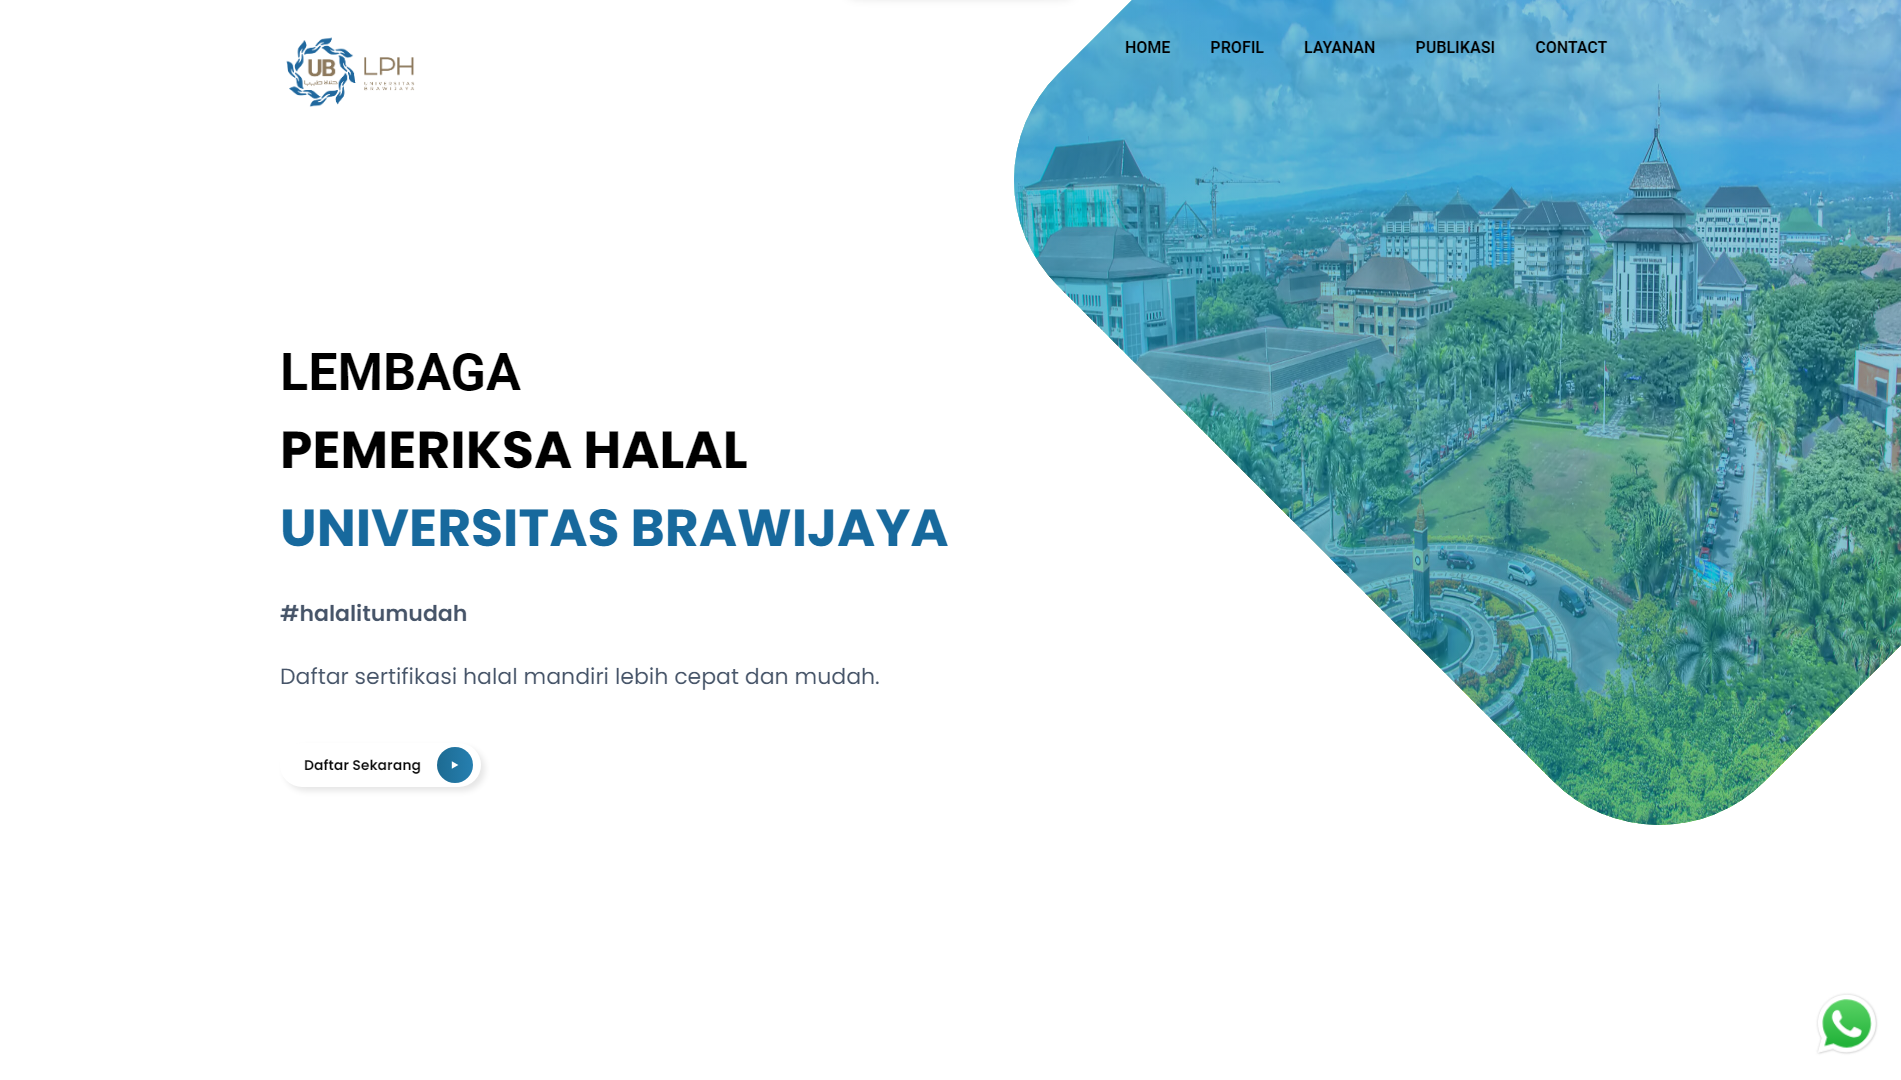 UB
LPH
UNIVERSITAS
BRAWIJAYA
HOME
PROFIL
LAYANAN
PUBLIKASI
CONTACT
LEMBAGA
PEMERIKSA HALAL
UNIVERSITAS BRAWIJAYA
#halalitumudah
Daftar sertifikasi halal mandiri lebih cepat dan mudah.
Daftar Sekarang